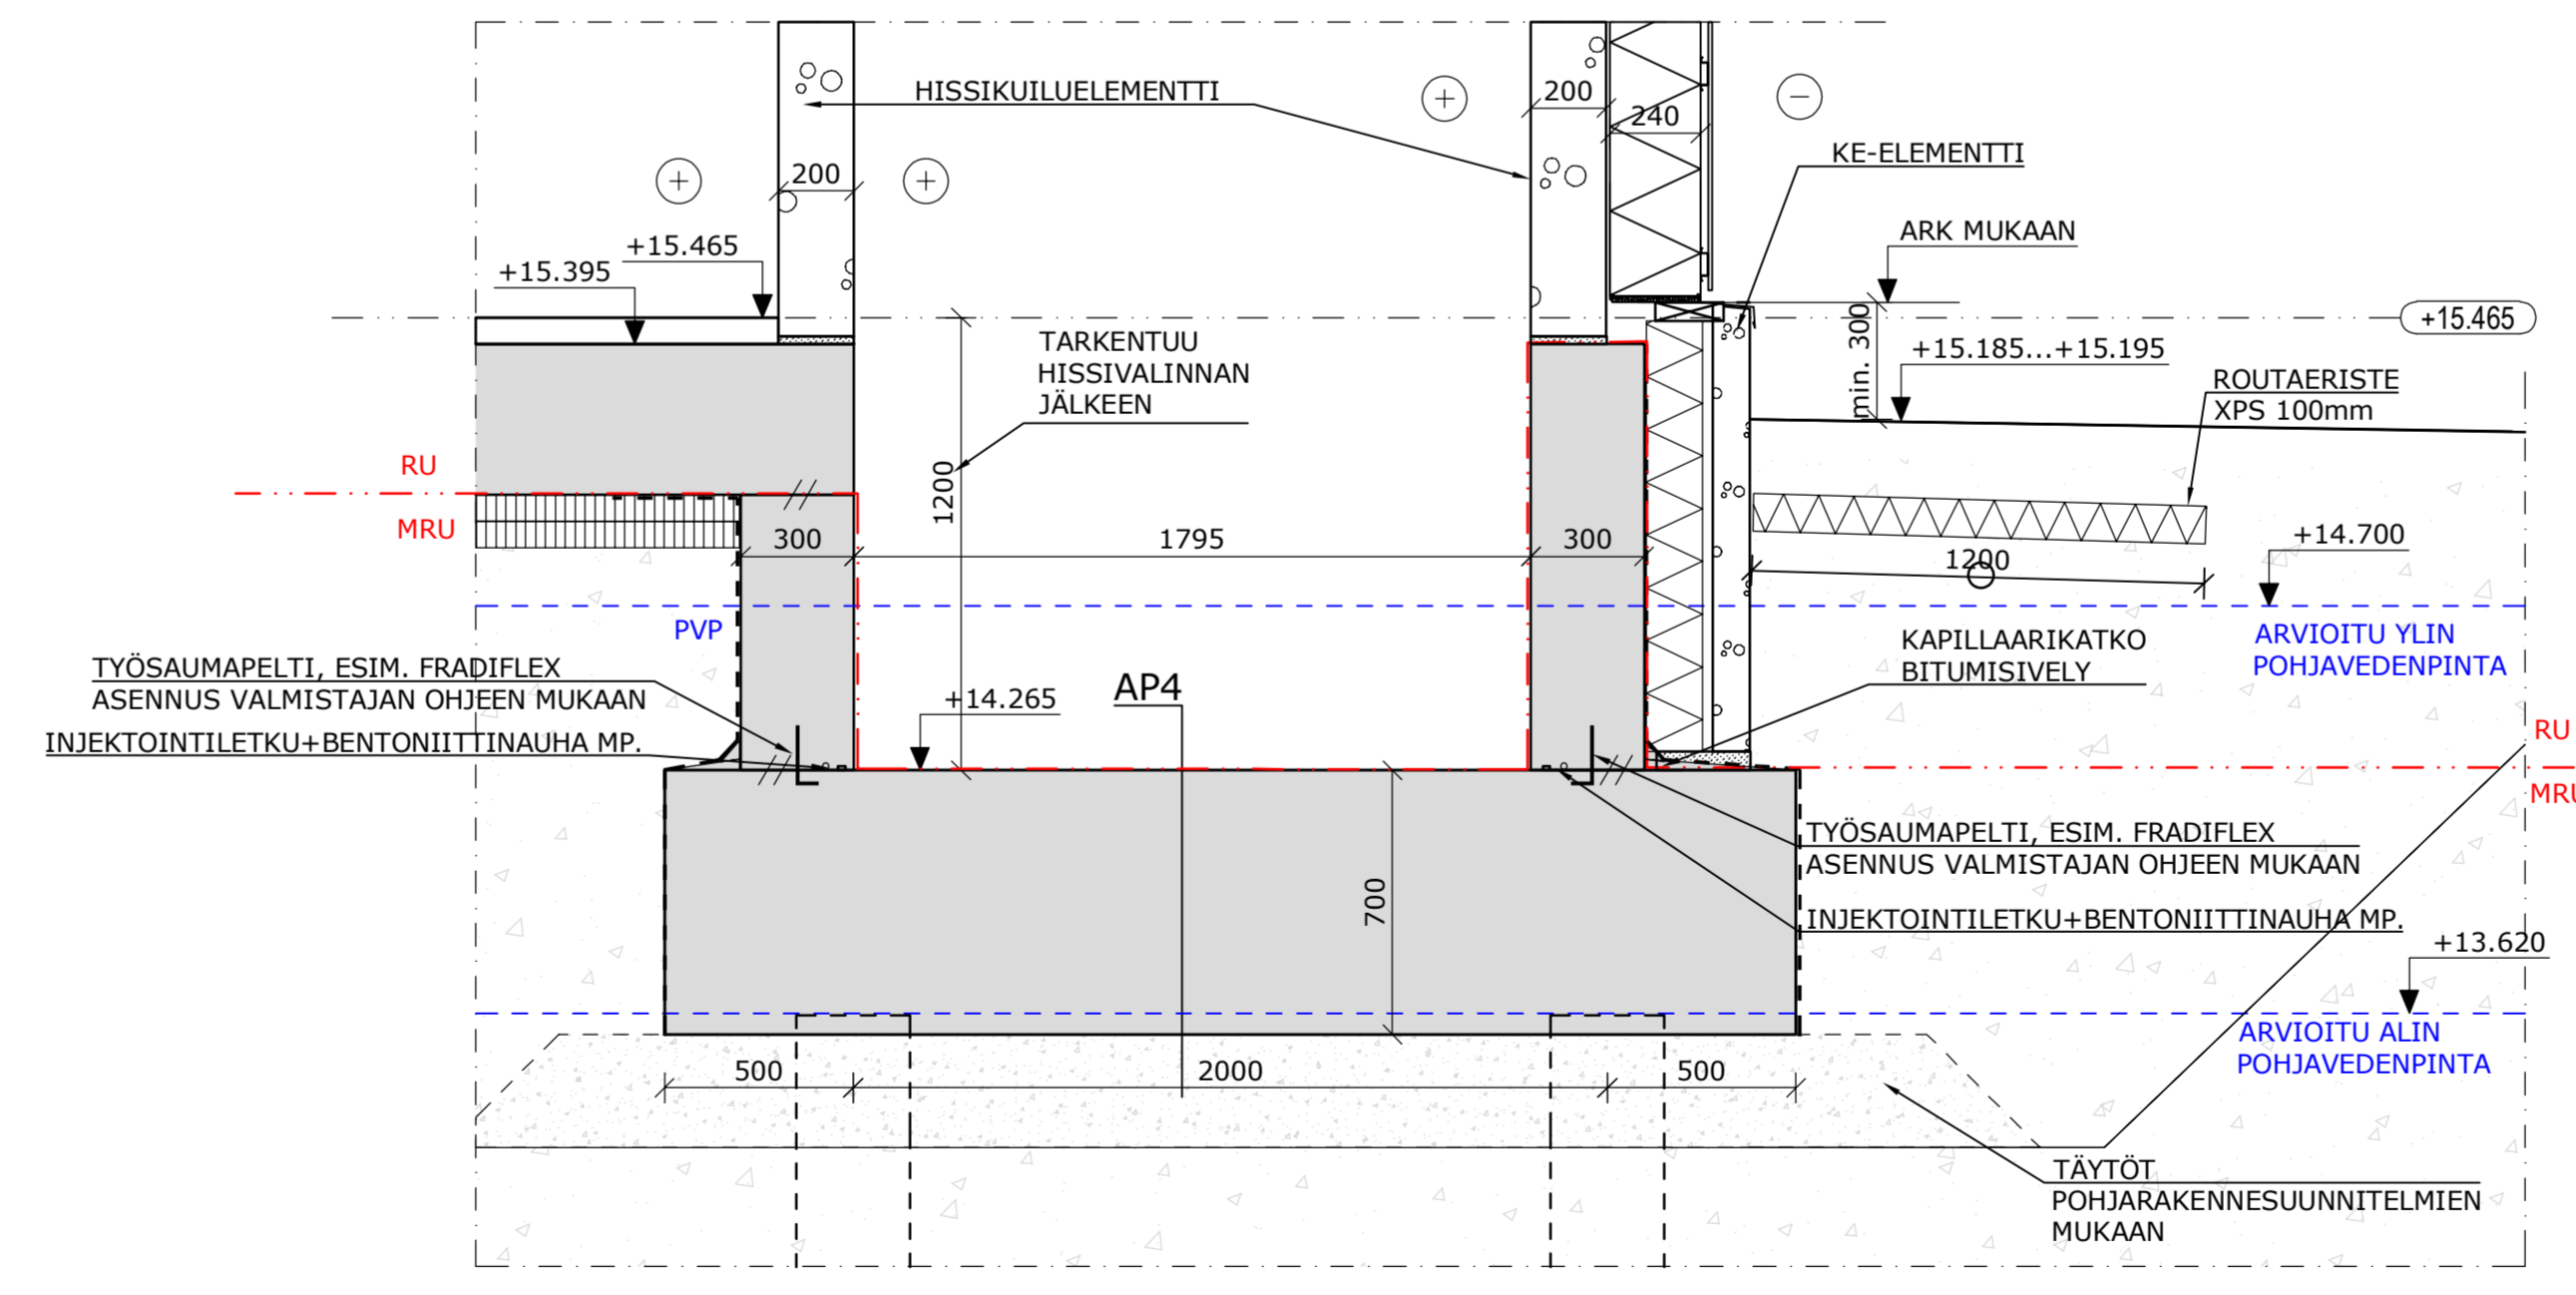 HISSIKUILUELEMENTTI
+
200
240
−
KE-ELEMENTTI
+
200
+
ARK MUKAAN
+15.465
+15.395
+15.465
TARKENTUU
HISSIVALINNAN
JÄLKEEN
min. 300
+15.185...+15.195
ROUTAERISTE
XPS 100mm
RU
MRU
1200
300
1795
300
1200
+14.700
PVP
ARVIOITU YLIN
POHJAVEDENPINTA
KAPILLAARIKATKO
BITUMISIVELY
TYÖSAUMAPELTI, ESIM. FRADIFLEX
ASENNUS VALMISTAJAN OHJEEN MUKAAN
INJEKTOINTILETKU+BENTONIITTINAUHA MP.
+14.265
AP4
RU
MRU
TYÖSAUMAPELTI, ESIM. FRADIFLEX
ASENNUS VALMISTAJAN OHJEEN MUKAAN
700
INJEKTOINTILETKU+BENTONIITTINAUHA MP.
+13.620
ARVIOITU ALIN
POHJAVEDENPINTA
500
2000
500
TÄYTÖT
POHJARAKENNESUUNNITELMIEN
MUKAAN